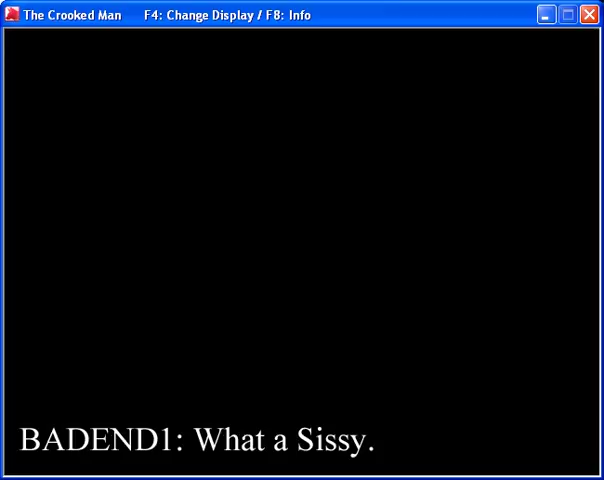 The Crooked Man F4: Change Display / F8: Info
BADEND1: What a Sissy.